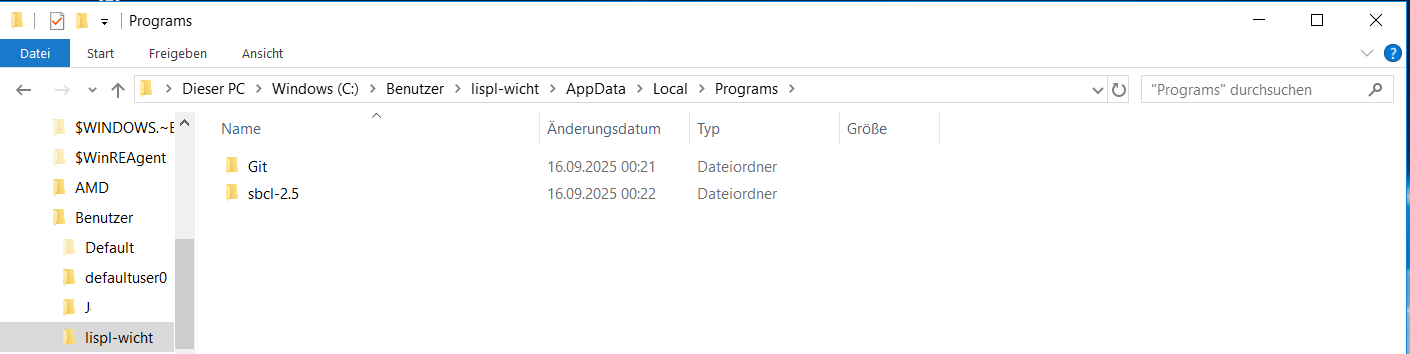 Programs
Datei Start Freigeben Ansicht
Dieser PC Windows (C:) Benutzer lispl-wicht AppData Local Programs "Programs" durchsuchen
$WINDOWS.~E
$WinREAgent
AMD
Benutzer
Default
defaultuser0
J
lispl-wicht
Name Änderungsdatum Typ Größe
Git 16.09.2025 00:21 Dateiordner
sbcl-2.5 16.09.2025 00:22 Dateiordner